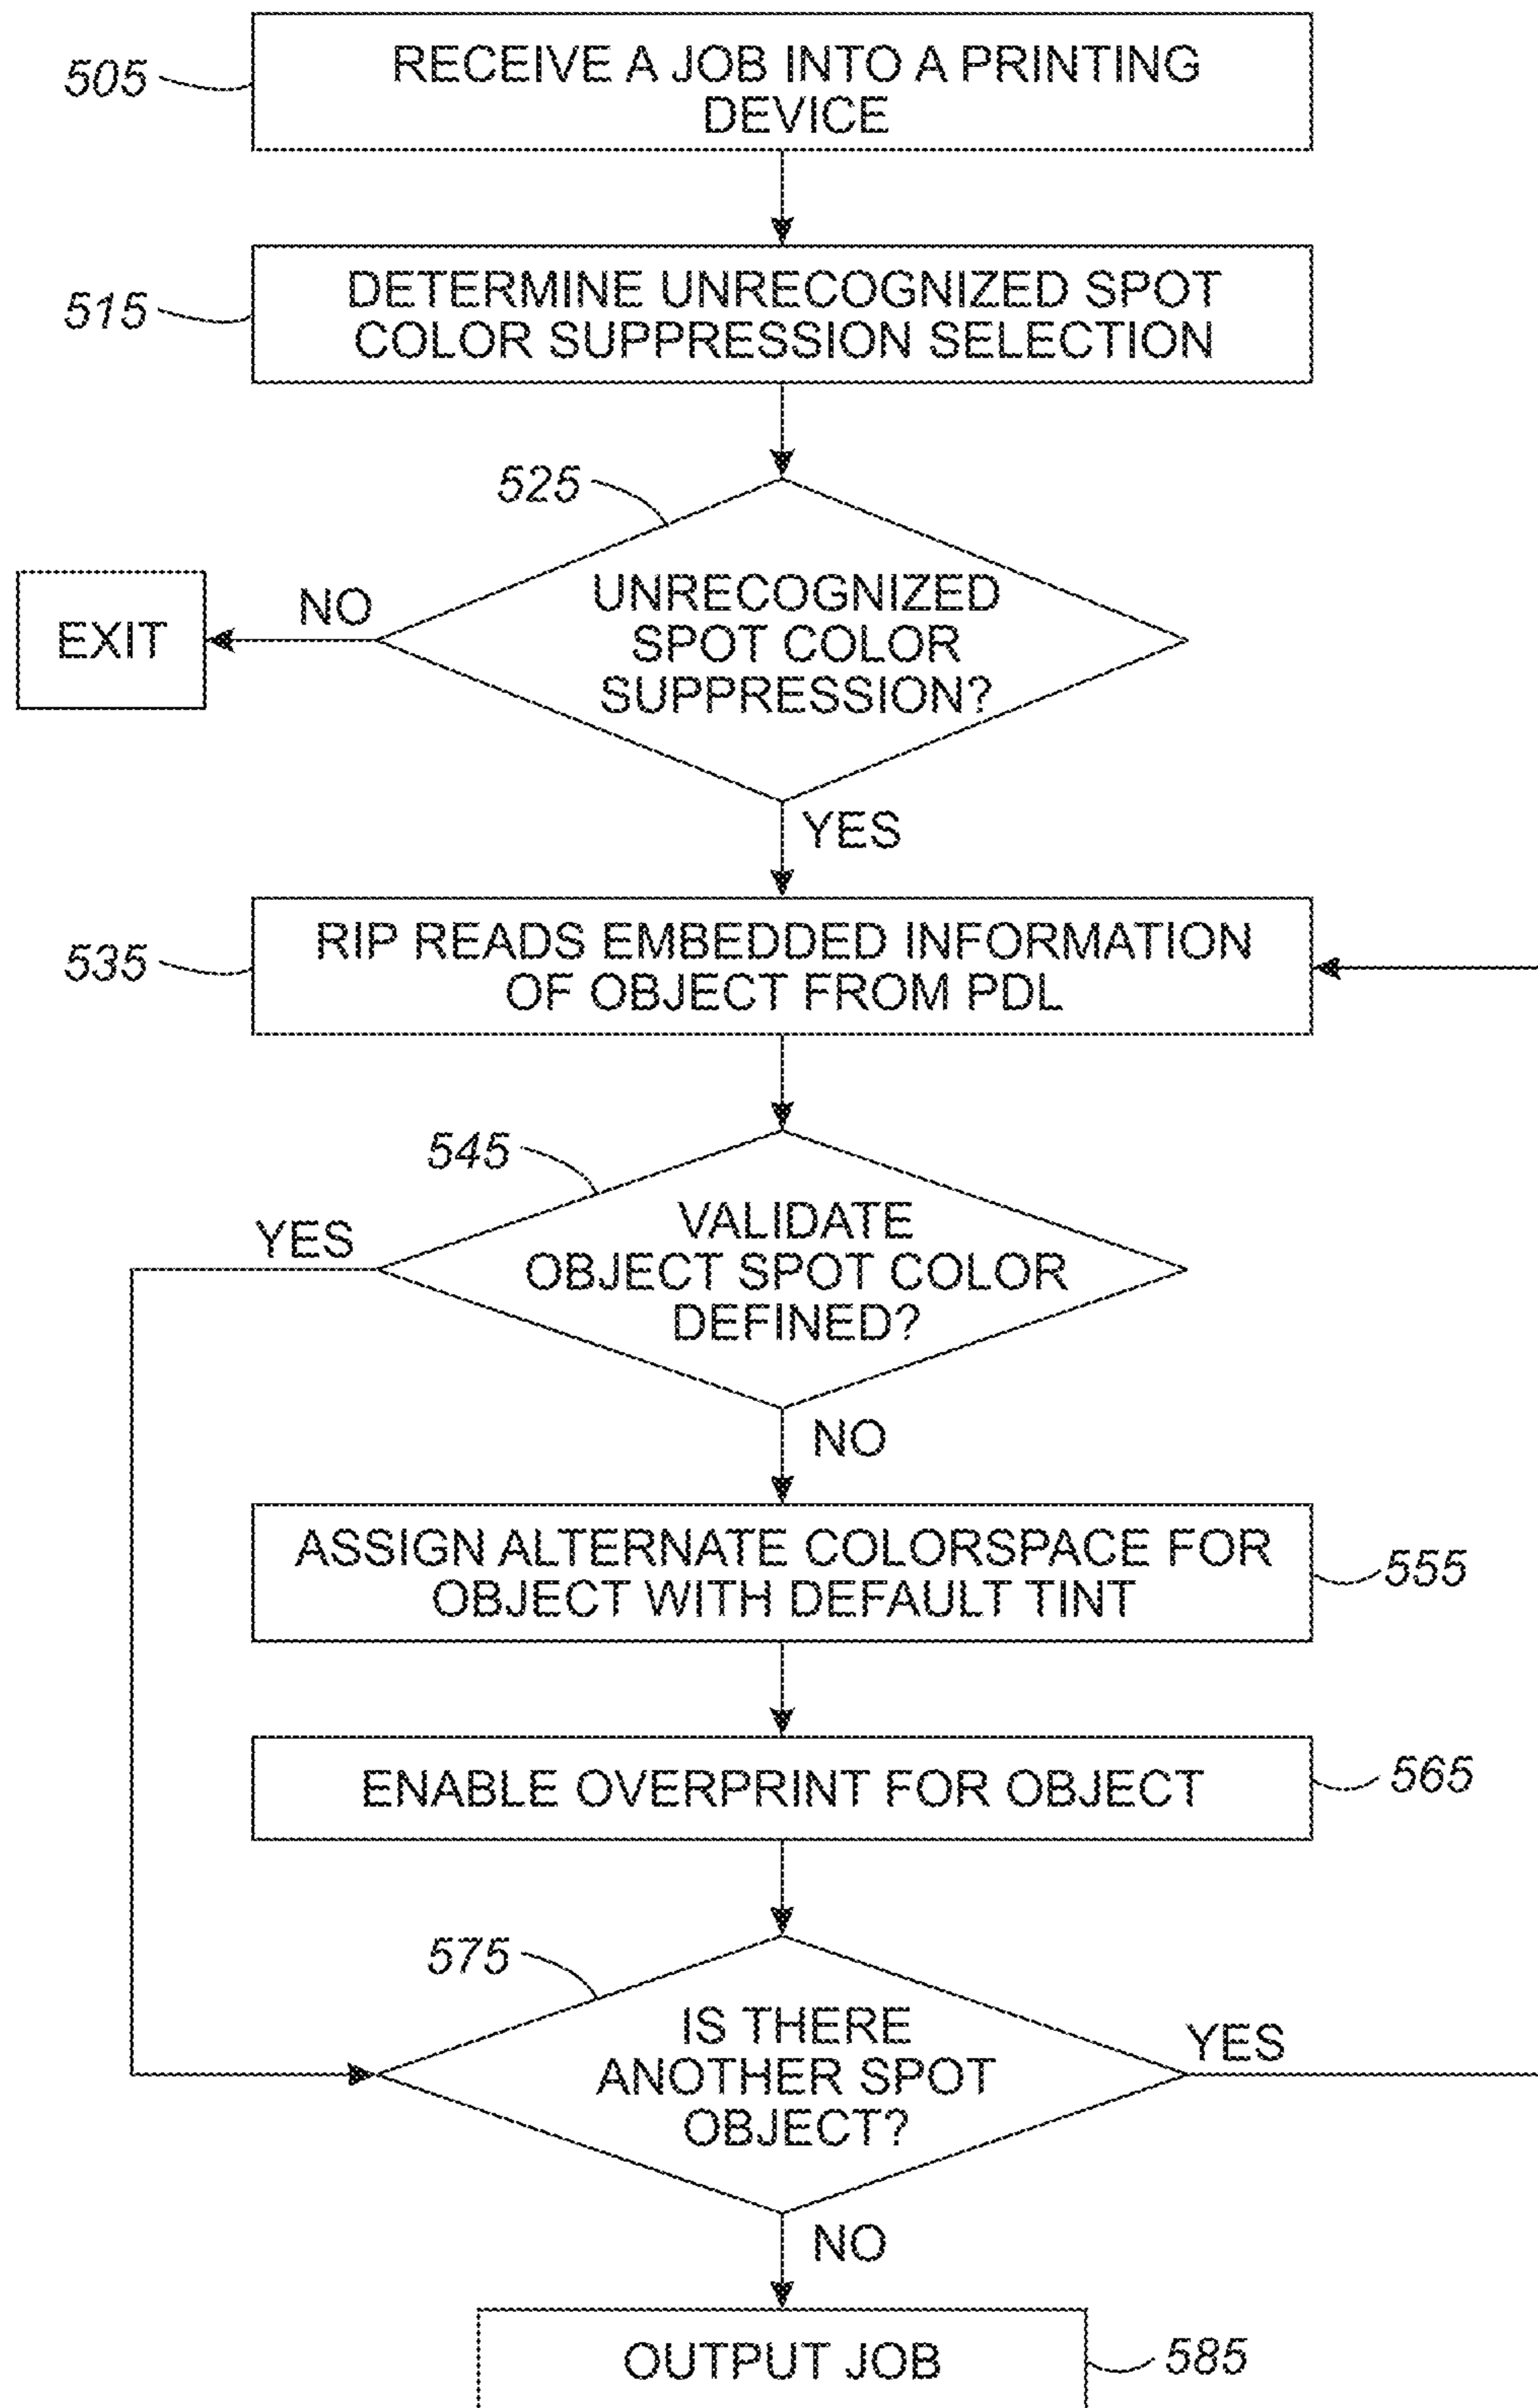 505
RECEIVE A JOB INTO A PRINTING
DEVICE
515
DETERMINE UNRECOGNIZED SPOT
COLOR SUPPRESSION SELECTION
525
UNRECOGNIZED
SPOT COLOR
SUPPRESSION?
NO
EXIT
YES
535
RIP READS EMBEDDED INFORMATION
OF OBJECT FROM PDL
545
VALIDATE
OBJECT SPOT COLOR
DEFINED?
YES
NO
ASSIGN ALTERNATE COLORSPACE FOR
OBJECT WITH DEFAULT TINT
555
ENABLE OVERPRINT FOR OBJECT
565
575
IS THERE
ANOTHER SPOT
OBJECT?
YES
NO
OUTPUT JOB
585